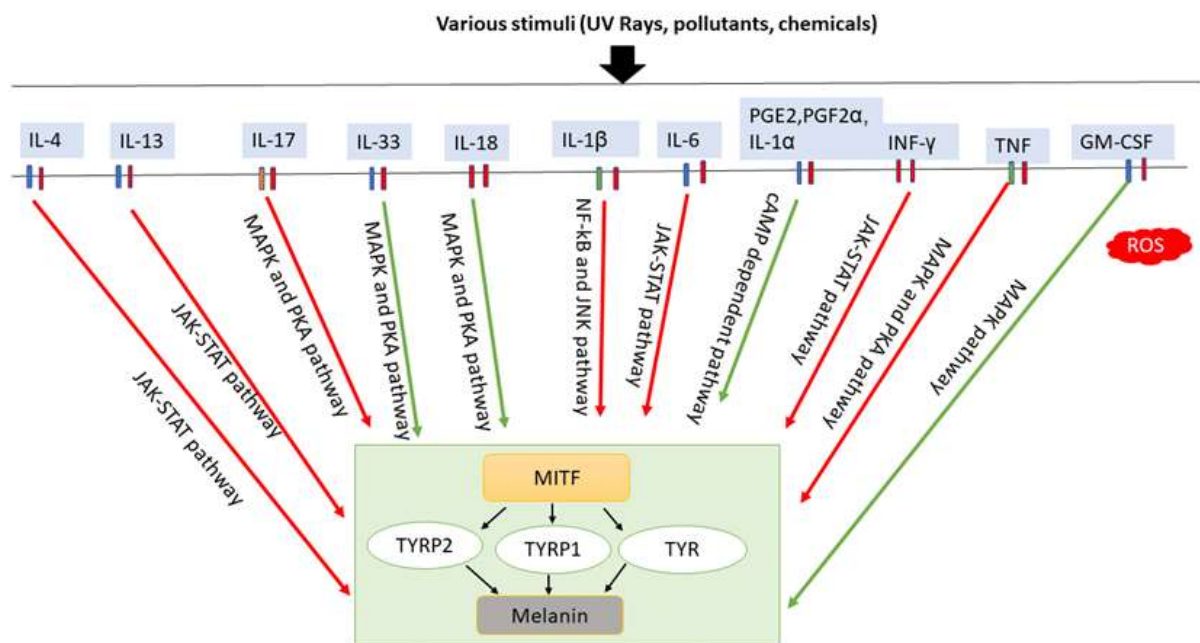 Various stimuli (UV Rays, pollutants, chemicals)
IL-4
IL-13
IL-17
IL-33
IL-18
IL-1β
IL-6
PGE2,PGF2α,
IL-1α
INF-γ
TNF
GM-CSF
ROS
JAK-STAT pathway
JAK-STAT pathway
MAPK and PKA pathway
MAPK and PKA pathway
MAPK and PKA pathway
NF-kB and JNK pathway
JAK-STAT pathway
cAMP dependent pathway
JAK-STAT pathway
MAPK and PKA pathway
MAPK pathway
MITF
TYRP2
TYRP1
TYR
Melanin